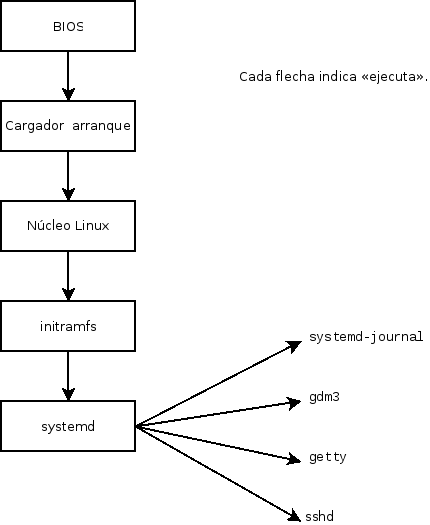 BIOS
Cada flecha indica «ejecuta».
Cargador arranque
Núcleo Linux
initramfs
systemd-journal
gdm3
systemd
getty
sshd